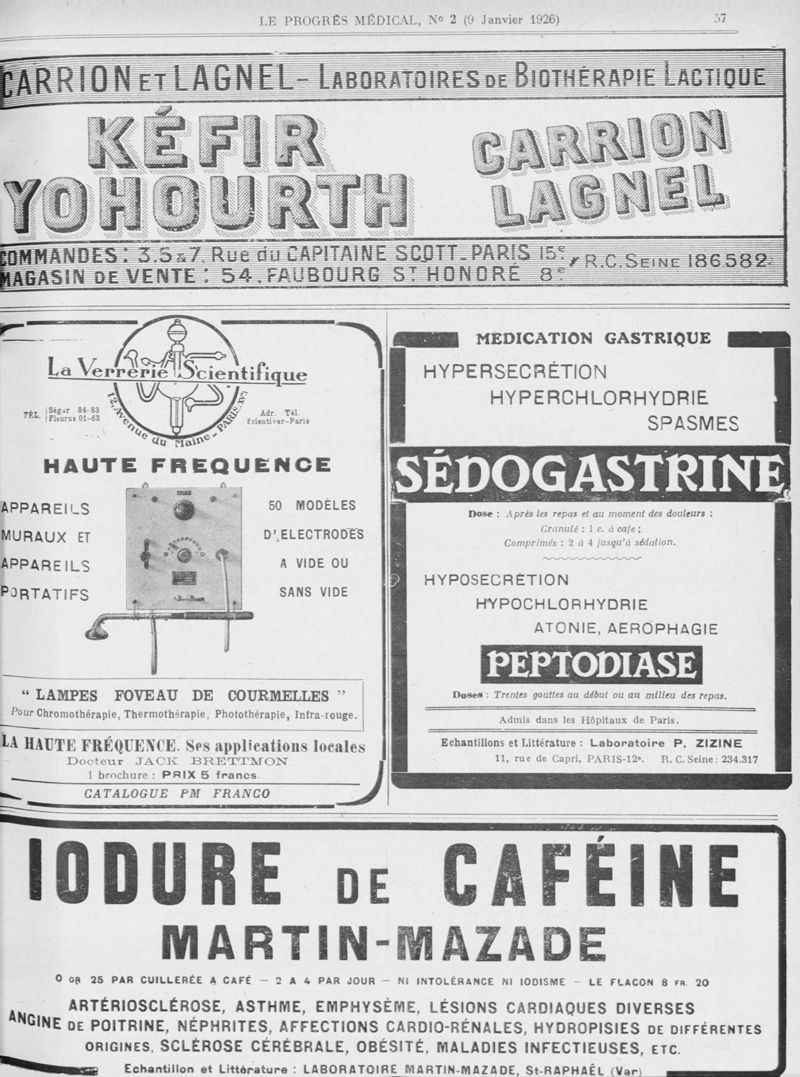 LE PROGRÈS MÉDICAL, No 2 (9 Janvier 1926) 57
CARRION ET LAGNEL – LABORATOIRES DE BIOTHÉRAPIE LACTIQUE
KÉFIR
YOHOURTH
CARRION
LAGNEL
COMMANDES : 3.5 & 7, Rue du CAPITAINE SCOTT_PARIS 15e
MAGASIN DE VENTE : 54, FAUBOURG ST HONORÉ 8e
R.C. SEINE 186582
La Verrerie Scientifique
12, Avenue du Maine - PARIS XVe
TÉL. Ségur 84-83
Fleurus 01-63
Adr. Tél.
Scientiver-Paris
HAUTE FREQUENCE
APPAREILS
MURAUX ET
APPAREILS
PORTATIFS
50 MODÈLES
D'ELECTRODES
A VIDE OU
SANS VIDE
“ LAMPES FOVEAU DE COURMELLES ”
Pour Chromothérapie, Thermothérapie, Photothérapie, Infra-rouge.
LA HAUTE FRÉQUENCE. Ses applications locales
Docteur JACK BRETTMON
1 brochure : PRIX 5 francs.
CATALOGUE PM FRANCO
MEDICATION GASTRIQUE
HYPERSECRÉTION
HYPERCHLORHYDRIE
SPASMES
SÉDOGASTRINE
Dose : Après les repas et au moment des douleurs :
Granulé : 1 c. à cafe ;
Comprimés : 2 à 4 jusqu'à sédation.
HYPOSECRÉTION
HYPOCHLORHYDRIE
ATONIE, AEROPHAGIE
PEPTODIASE
Doses : Trentes gouttes au début ou au milieu des repas.
Admis dans les Hôpitaux de Paris.
Echantillons et Littérature : Laboratoire P. ZIZINE
11, rue de Capri, PARIS-12e. R. C. Seine : 234.317
IODURE DE CAFÉINE
MARTIN-MAZADE
0 GR 25 PAR CUILLERÉE A CAFÉ – 2 A 4 PAR JOUR – NI INTOLÉRANCE NI IODISME – LE FLACON 8 FR. 20
ARTÉRIOSCLÉROSE, ASTHME, EMPHYSÈME, LÉSIONS CARDIAQUES DIVERSES
ANGINE DE POITRINE, NÉPHRITES, AFFECTIONS CARDIO-RÉNALES, HYDROPISIES DE DIFFÉRENTES
ORIGINES, SCLÉROSE CÉRÉBRALE, OBÉSITÉ, MALADIES INFECTIEUSES, ETC.
Echantillon et Littérature : LABORATOIRE MARTIN-MAZADE, St-RAPHAËL (Var)